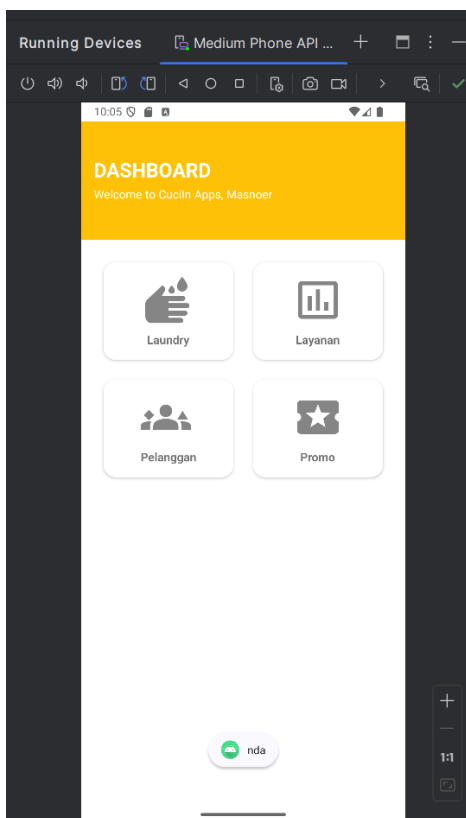 Running Devices
Medium Phone API ...
10:05
DASHBOARD
Welcome to CuciIn Apps, Masnoer
Laundry
Layanan
Pelanggan
Promo
nda
1:1